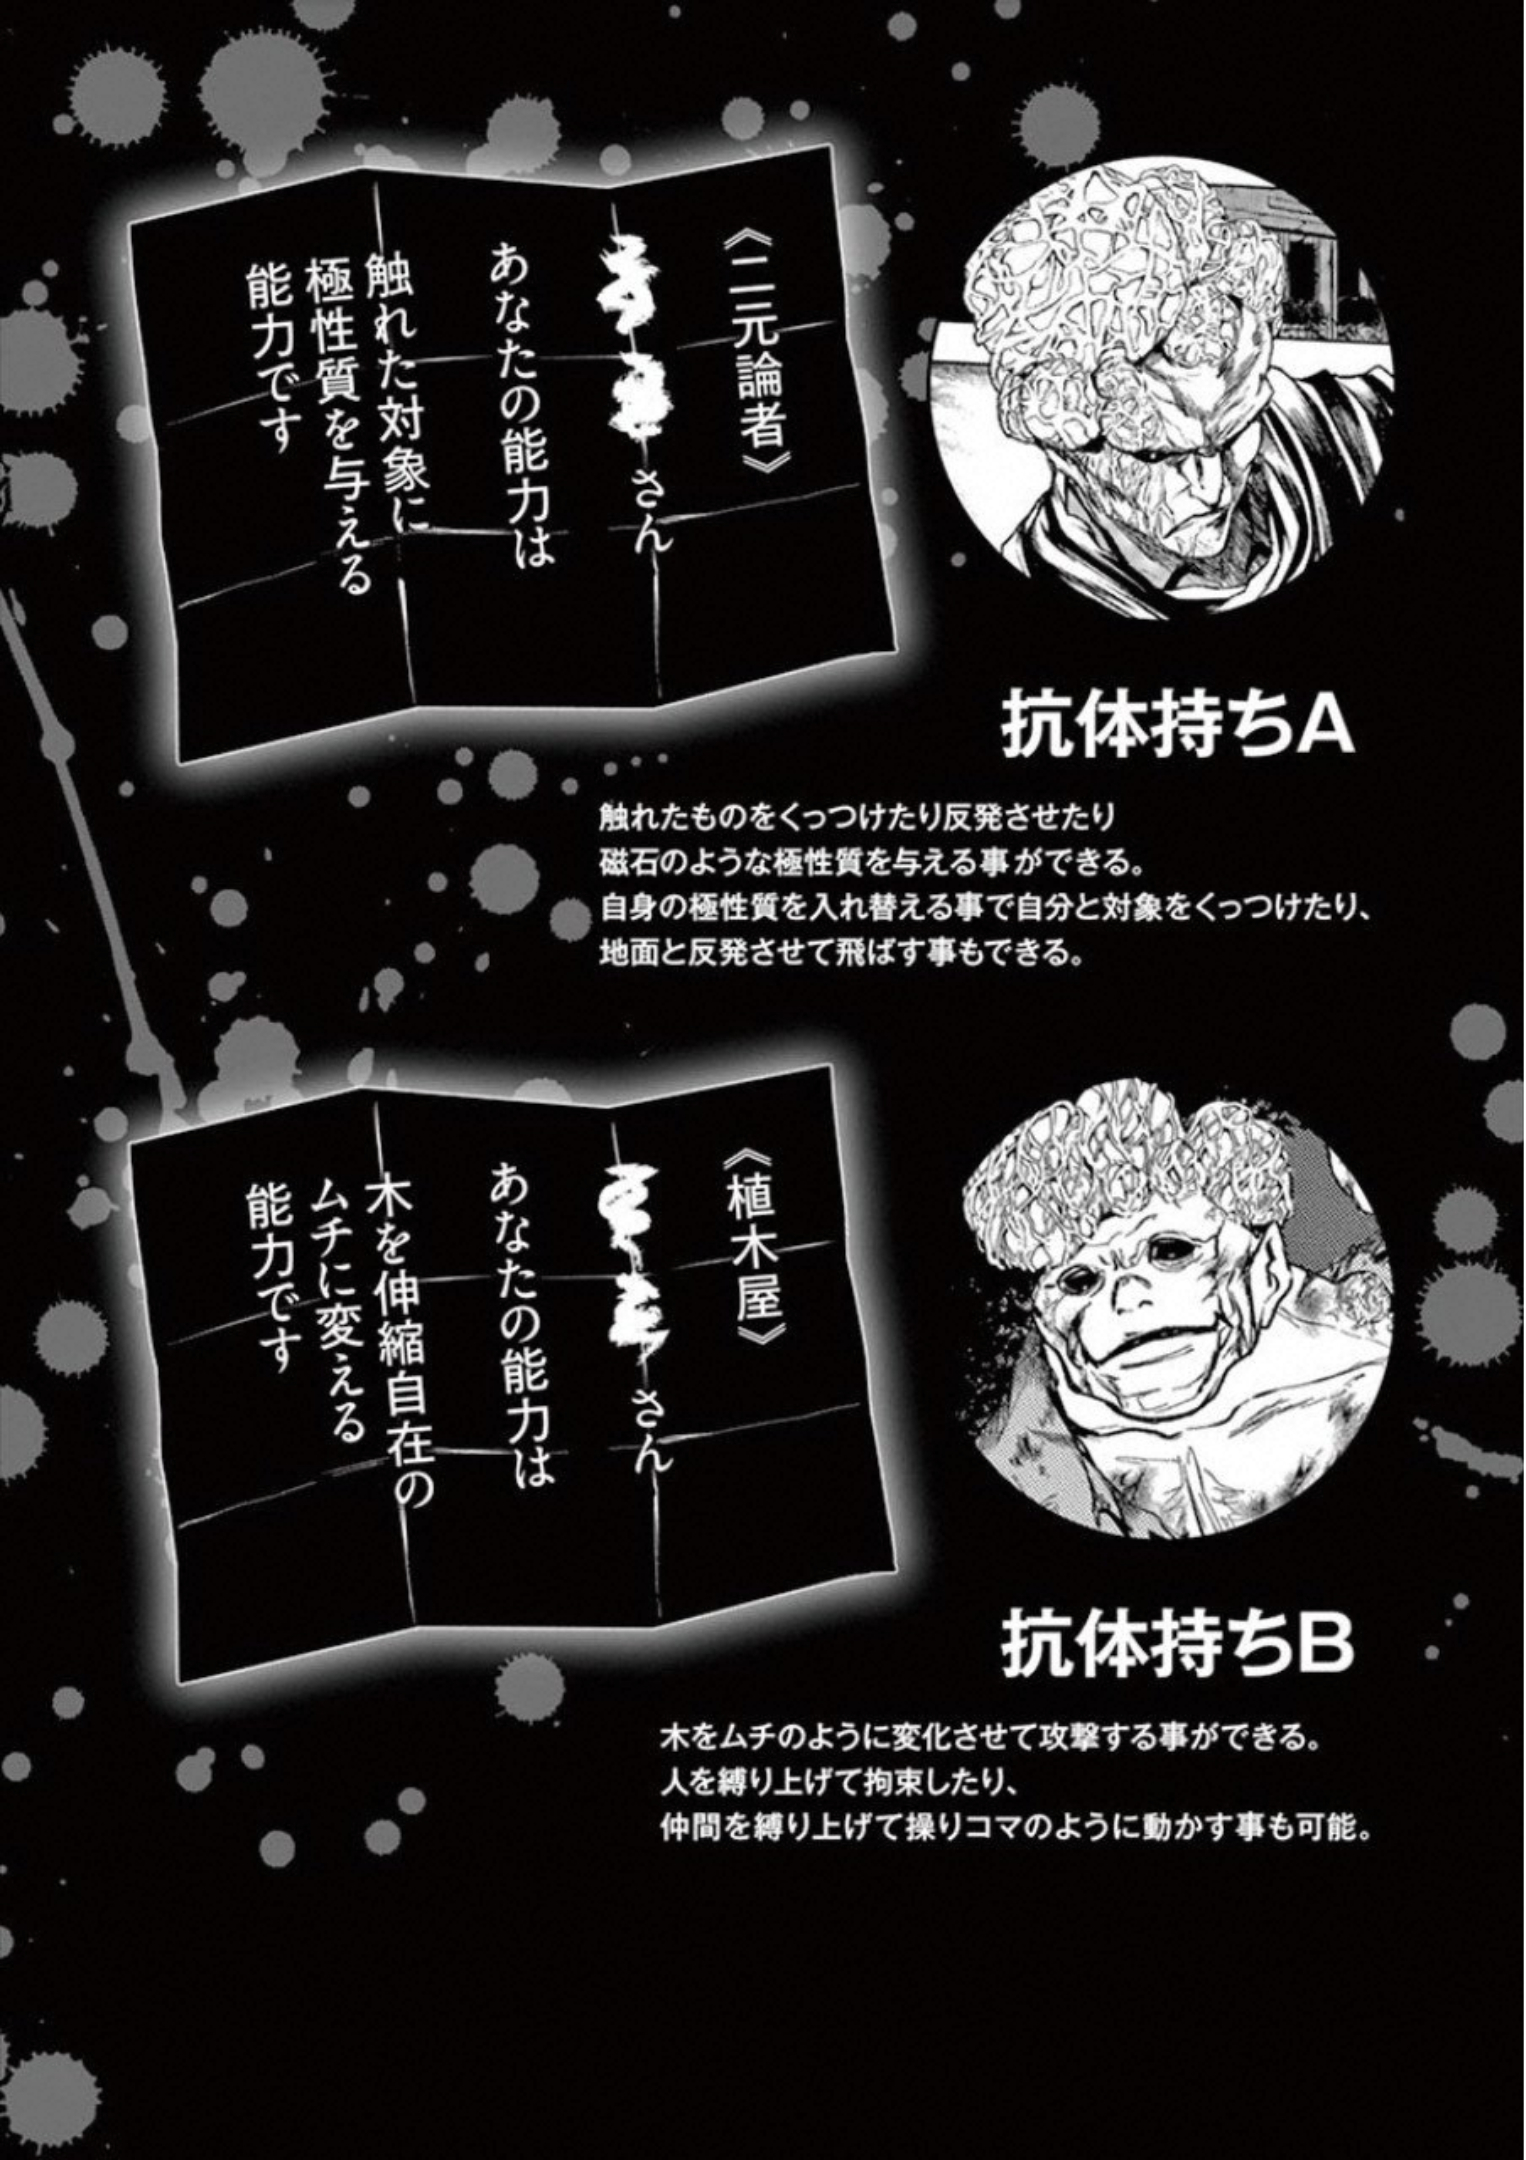 《二元論者》
さん
あなたの能力は
触れた対象に
極性質を与える
能力です
抗体持ちA
触れたものをくっつけたり反発させたり
磁石のような極性質を与える事ができる。
自身の極性質を入れ替える事で自分と対象をくっつけたり、
地面と反発させて飛ばす事もできる。
《植木屋》
さん
あなたの能力は
木を伸縮自在の
ムチに変える
能力です
抗体持ちB
木をムチのように変化させて攻撃する事ができる。
人を縛り上げて拘束したり、
仲間を縛り上げて操りコマのように動かす事も可能。